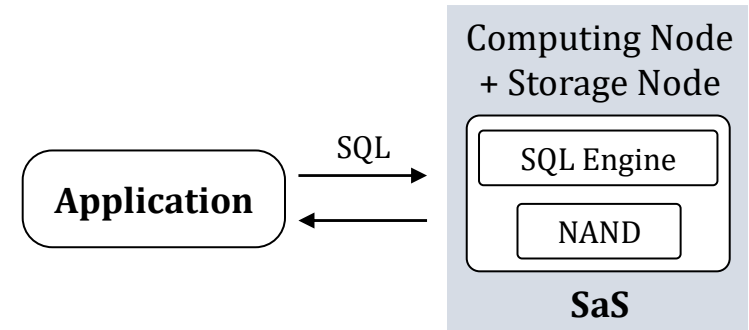 Computing Node
+ Storage Node
SQL
SQL Engine
Application
NAND
SaS